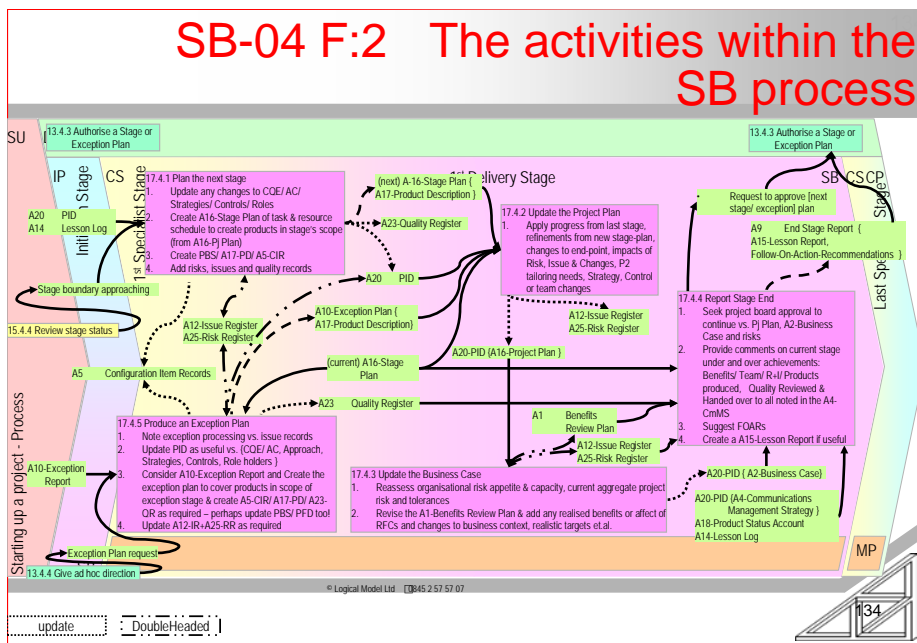 SB-04 F:2 The activities within the
SB process
SU
13.4.3 Authorise a Stage or
Exception Plan
13.4.3 Authorise a Stage or
Exception Plan
IP
CS
1st Delivery Stage
SB
CS
CP
Stage
1st Specialist Stage
Last Spe
Starting up a project - Process
MP
17.4.1 Plan the next stage
1. Update any changes to CQE/ AC/
Strategies/ Controls/ Roles
2. Create A16-Stage Plan of task & resource
schedule to create products in stage's scope
(from A16-Pj Plan)
3. Create PBS/ A17-PD/ A5-CIR
4. Add risks, issues and quality records
(next) A-16-Stage Plan {
A17-Product Description }
A23-Quality Register
A20 PID
A10-Exception Plan {
A17-Product Description}
(current) A16-Stage
Plan
A23 Quality Register
A20 PID
A14 Lesson Log
Stage boundary approaching
15.4.4 Review stage status
A12-Issue Register
A25-Risk Register
A5 Configuration Item Records
17.4.2 Update the Project Plan
1. Apply progress from last stage,
refinements from new stage-plan,
changes to end-point, impacts of
Risk, Issue & Changes, P2
tailoring needs, Strategy, Control
or team changes
A12-Issue Register
A25-Risk Register
A20-PID {A16-Project Plan }
Request to approve [next
stage/ exception] plan
A9 End Stage Report {
A15-Lesson Report,
Follow-On-Action-Recommendations }
17.4.4 Report Stage End
1. Seek project board approval to
continue vs. Pj Plan, A2-Business
Case and risks
2. Provide comments on current stage
under and over achievements:
Benefits/ Team/ R+I/ Products
produced, Quality Reviewed &
Handed over to all noted in the A4-
CmMS
3. Suggest FOARs
4. Create a A15-Lesson Report if useful
17.4.5 Produce an Exception Plan
1. Note exception processing vs. issue records
2. Update PID as useful vs. {CQE/ AC, Approach,
Strategies, Controls, Role holders }
3. Consider A10-Exception Report and Create the
exception plan to cover products in scope of
exception stage & create A5-CIR/ A17-PD/ A23-
QR as required – perhaps update PBS/ PFD too!
4. Update A12-IR+A25-RR as required
A10-Exception
Report
Exception Plan request
13.4.4 Give ad hoc direction
A1 Benefits
Review Plan
A12-Issue Register
A25-Risk Register
17.4.3 Update the Business Case
1. Reassess organisational risk appetite & capacity, current aggregate project
risk and tolerances
2. Revise the A1-Benefits Review Plan & add any realised benefits or affect of
RFCs and changes to business context, realistic targets et.al.
A20-PID { A2-Business Case}
A20-PID {A4-Communications
Management Strategy }
A18-Product Status Account
A14-Lesson Log
© Logical Model Ltd 0845 2 57 57 07
134
update
DoubleHeaded